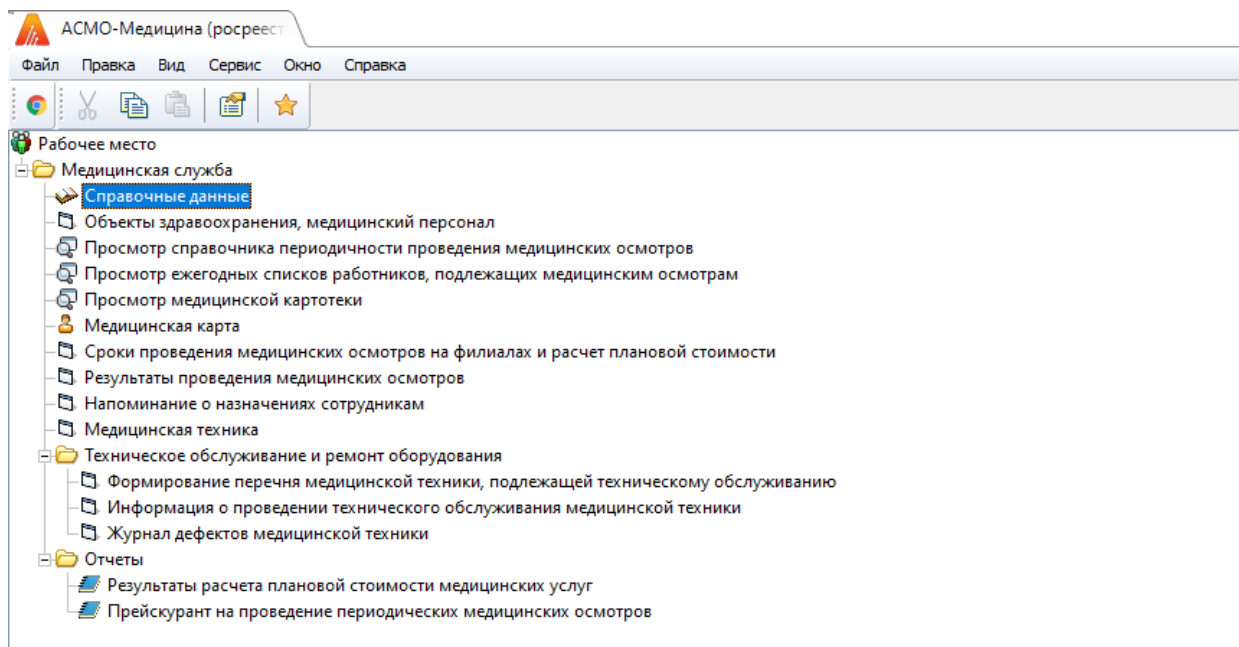 АСМО-Медицина (росреест
Файл Правка Вид Сервис Окно Справка
Рабочее место
Медицинская служба
Справочные данные
Объекты здравоохранения, медицинский персонал
Просмотр справочника периодичности проведения медицинских осмотров
Просмотр ежегодных списков работников, подлежащих медицинским осмотрам
Просмотр медицинской картотеки
Медицинская карта
Сроки проведения медицинских осмотров на филиалах и расчет плановой стоимости
Результаты проведения медицинских осмотров
Напоминание о назначениях сотрудникам
Медицинская техника
Техническое обслуживание и ремонт оборудования
Формирование перечня медицинской техники, подлежащей техническому обслуживанию
Информация о проведении технического обслуживания медицинской техники
Журнал дефектов медицинской техники
Отчеты
Результаты расчета плановой стоимости медицинских услуг
Прейскурант на проведение периодических медицинских осмотров